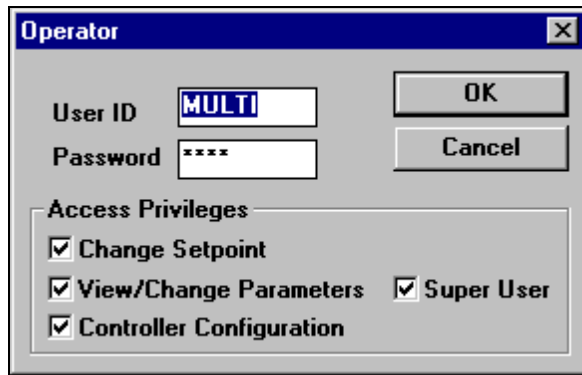 Operator
User ID MULTI OK
Password **** Cancel
Access Privileges
Change Setpoint
View/Change Parameters Super User
Controller Configuration